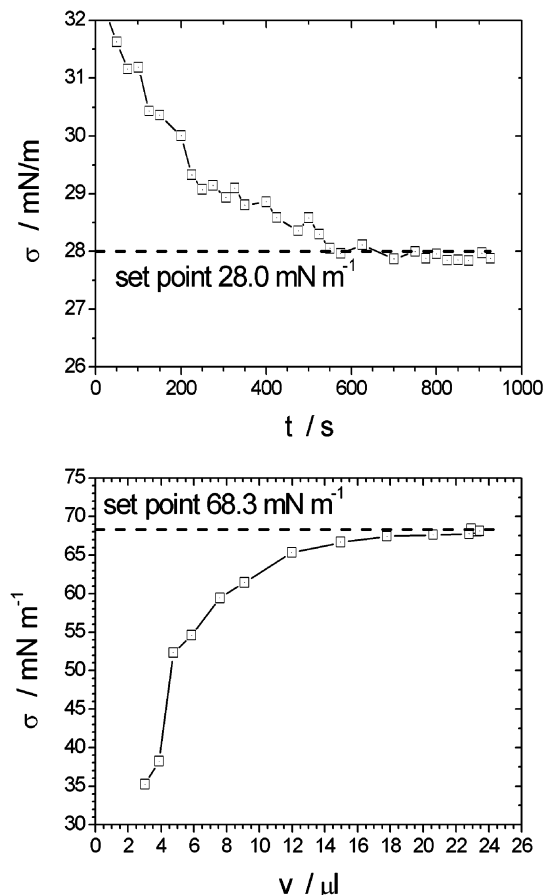 32
31
30
29
28
27
26
σ / mN/m
set point 28.0 mN m⁻¹
0 200 400 600 800 1000
t / s
75
70
65
60
55
50
45
40
35
30
σ / mN m⁻¹
set point 68.3 mN m⁻¹
0 2 4 6 8 10 12 14 16 18 20 22 24 26
v / μl